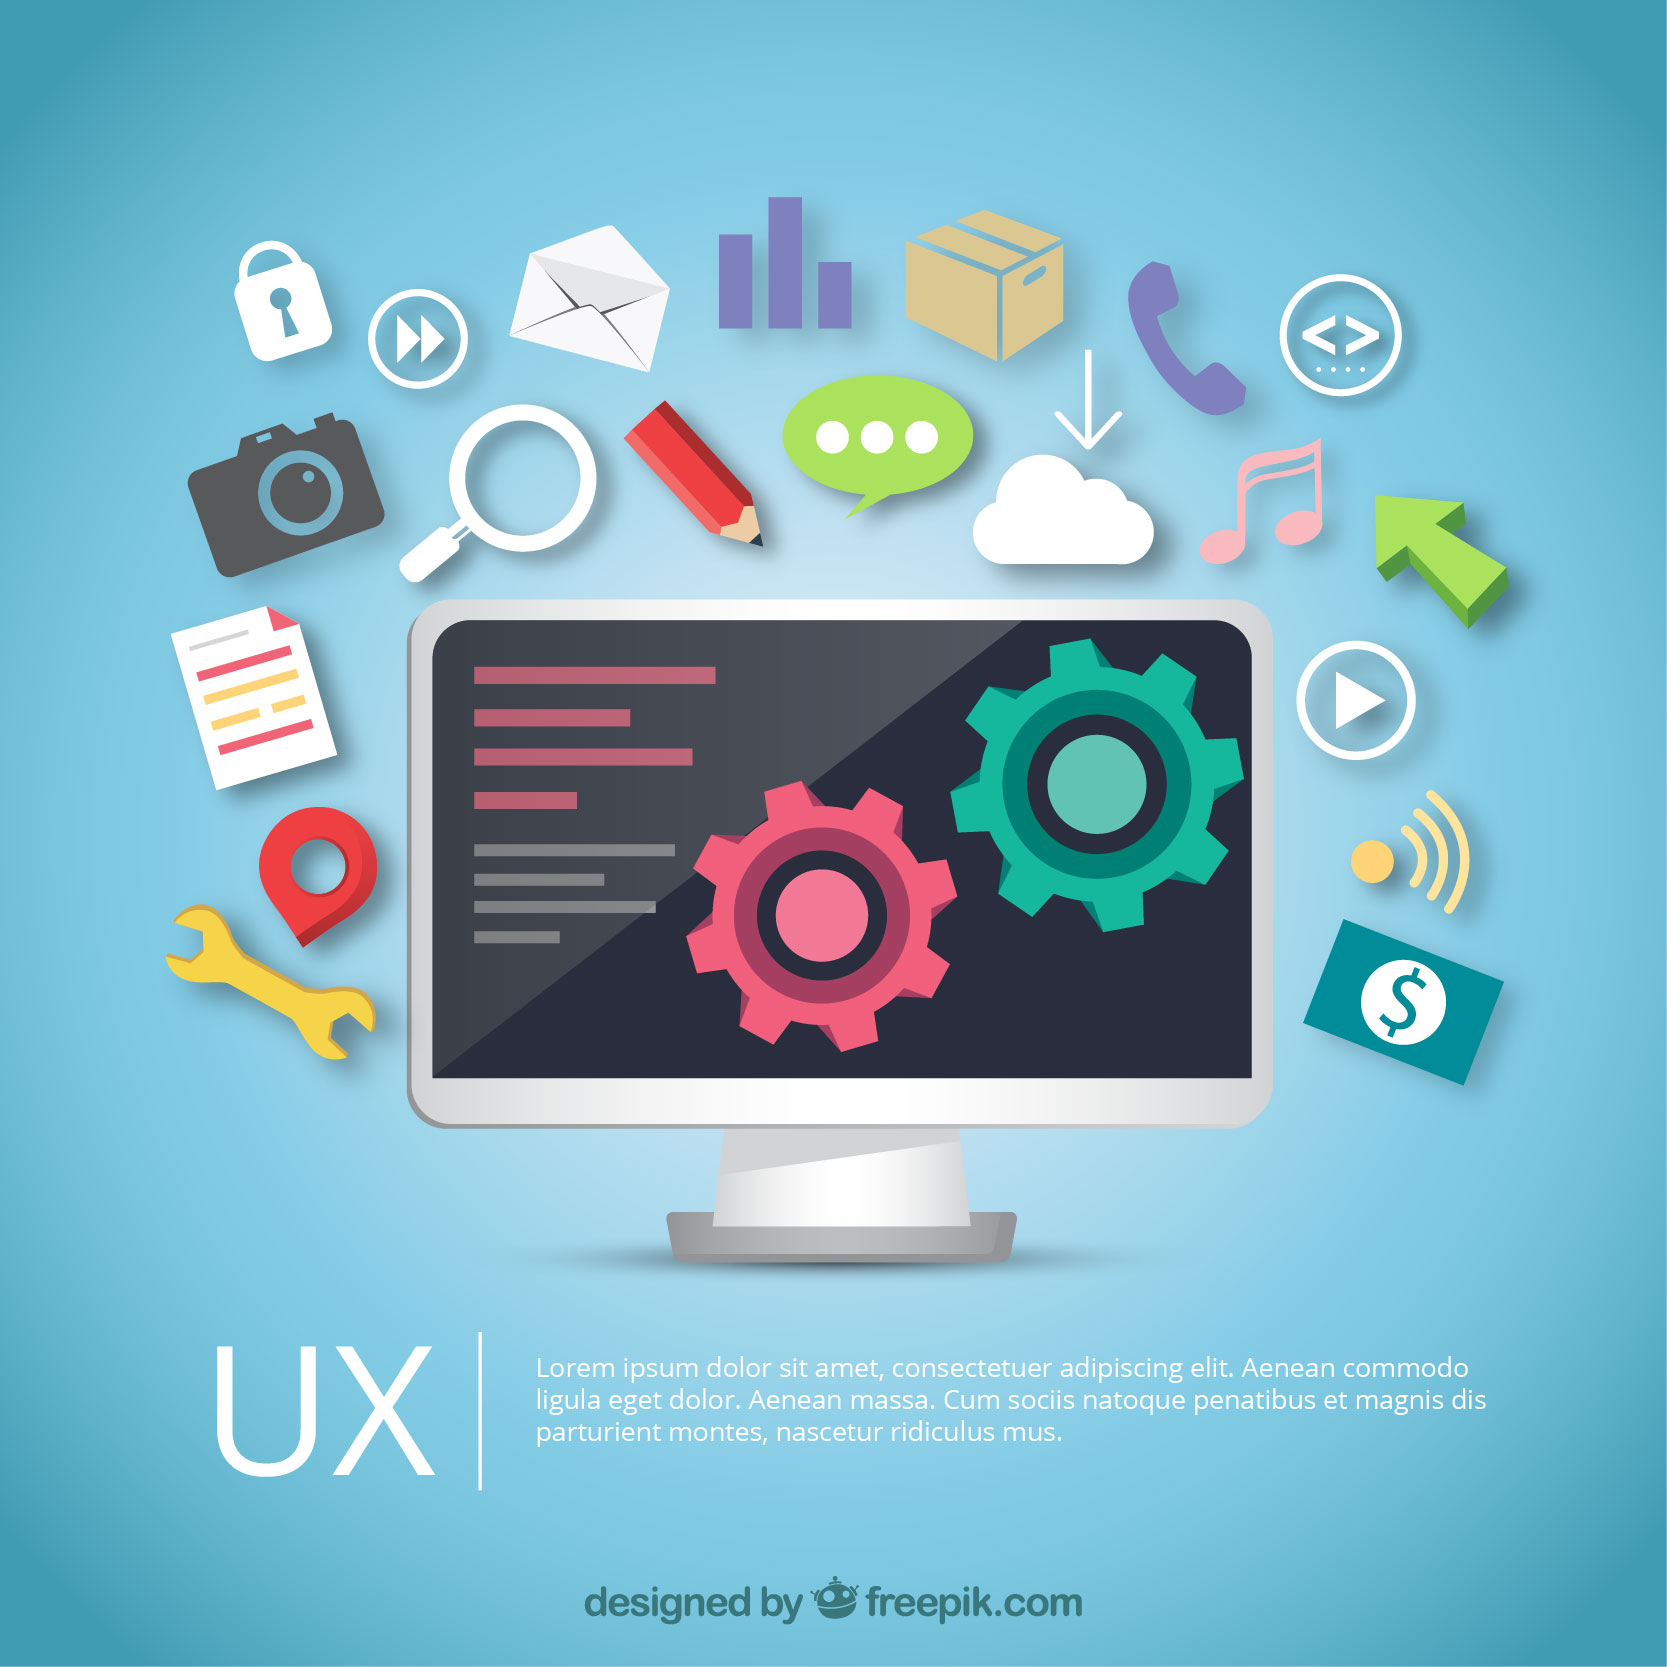 UX
Lorem ipsum dolor sit amet, consectetuer adipiscing elit. Aenean commodo
ligula eget dolor. Aenean massa. Cum sociis natoque penatibus et magnis dis
parturient montes, nascetur ridiculus mus.
designed by freepik.com